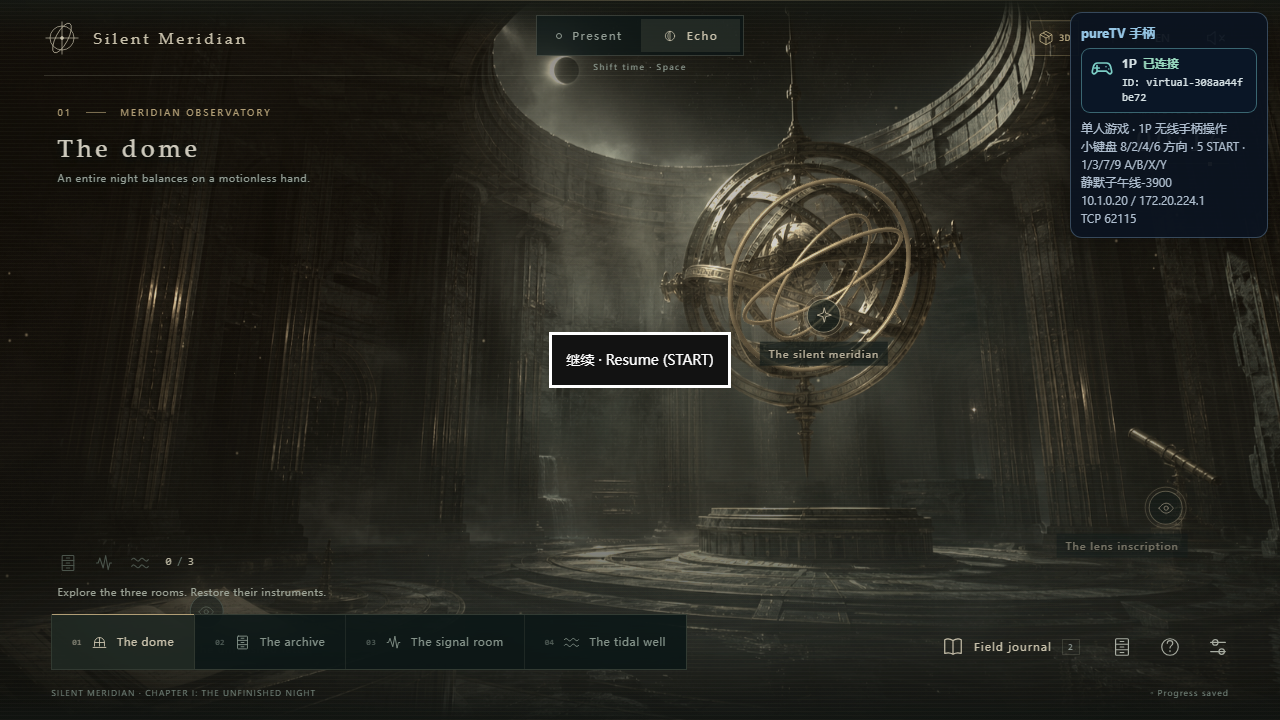 Silent Meridian
Present
Echo
Shift time · Space
3D
01 MERIDIAN OBSERVATORY
The dome
An entire night balances on a motionless hand.
pureTV 手柄
1P 已连接
ID: virtual-308aa44f
be72
单人游戏 · 1P 无线手柄操作
小键盘 8/2/4/6 方向 · 5 START ·
1/3/7/9 A/B/X/Y
静默子午线-3900
10.1.0.20 / 172.20.224.1
TCP 62115
继续 · Resume (START)
The silent meridian
The lens inscription
0 / 3
Explore the three rooms. Restore their instruments.
01 The dome
02 The archive
03 The signal room
04 The tidal well
Field journal 2
SILENT MERIDIAN · CHAPTER I: THE UNFINISHED NIGHT
· Progress saved